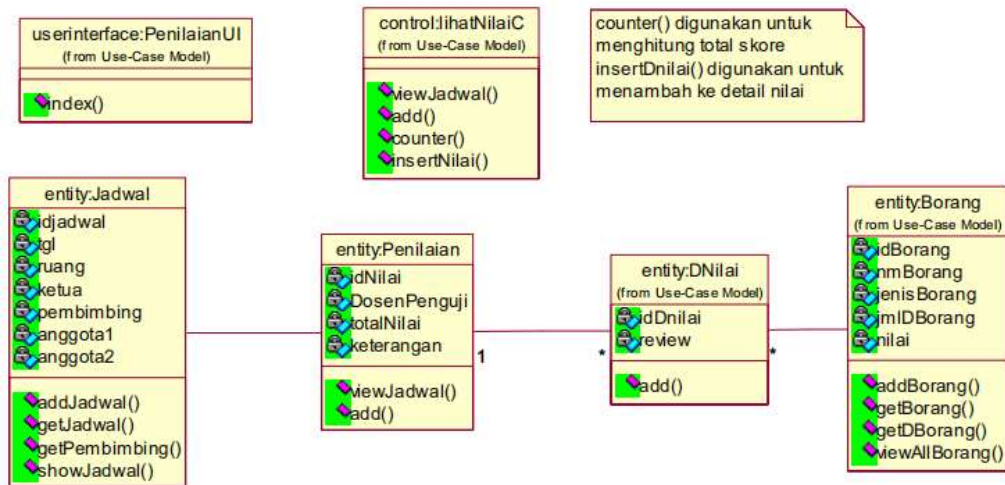 userinterface:PenilaianUI
(from Use-Case Model)
index()
control:lihatNilaiC
(from Use-Case Model)
viewJadwal()
add()
counter()
insertNilai()
counter() digunakan untuk
menghitung total skore
insertDnilai() digunakan untuk
menambah ke detail nilai
entity:Jadwal
idjadwal
tgl
ruang
ketua
pembimbing
anggota1
anggota2
addJadwal()
getJadwal()
getPembimbing()
showJadwal()
entity:Penilaian
idNilai
DosenPenguji
totalNilai
keterangan
viewJadwal()
add()
1
*
entity:DNilai
(from Use-Case Model)
idDnilai
review
add()
*
entity:Borang
(from Use-Case Model)
idBorang
nmBorang
jenisBorang
jmlDBorang
nilai
addBorang()
getBorang()
getDBorang()
viewAllBorang()